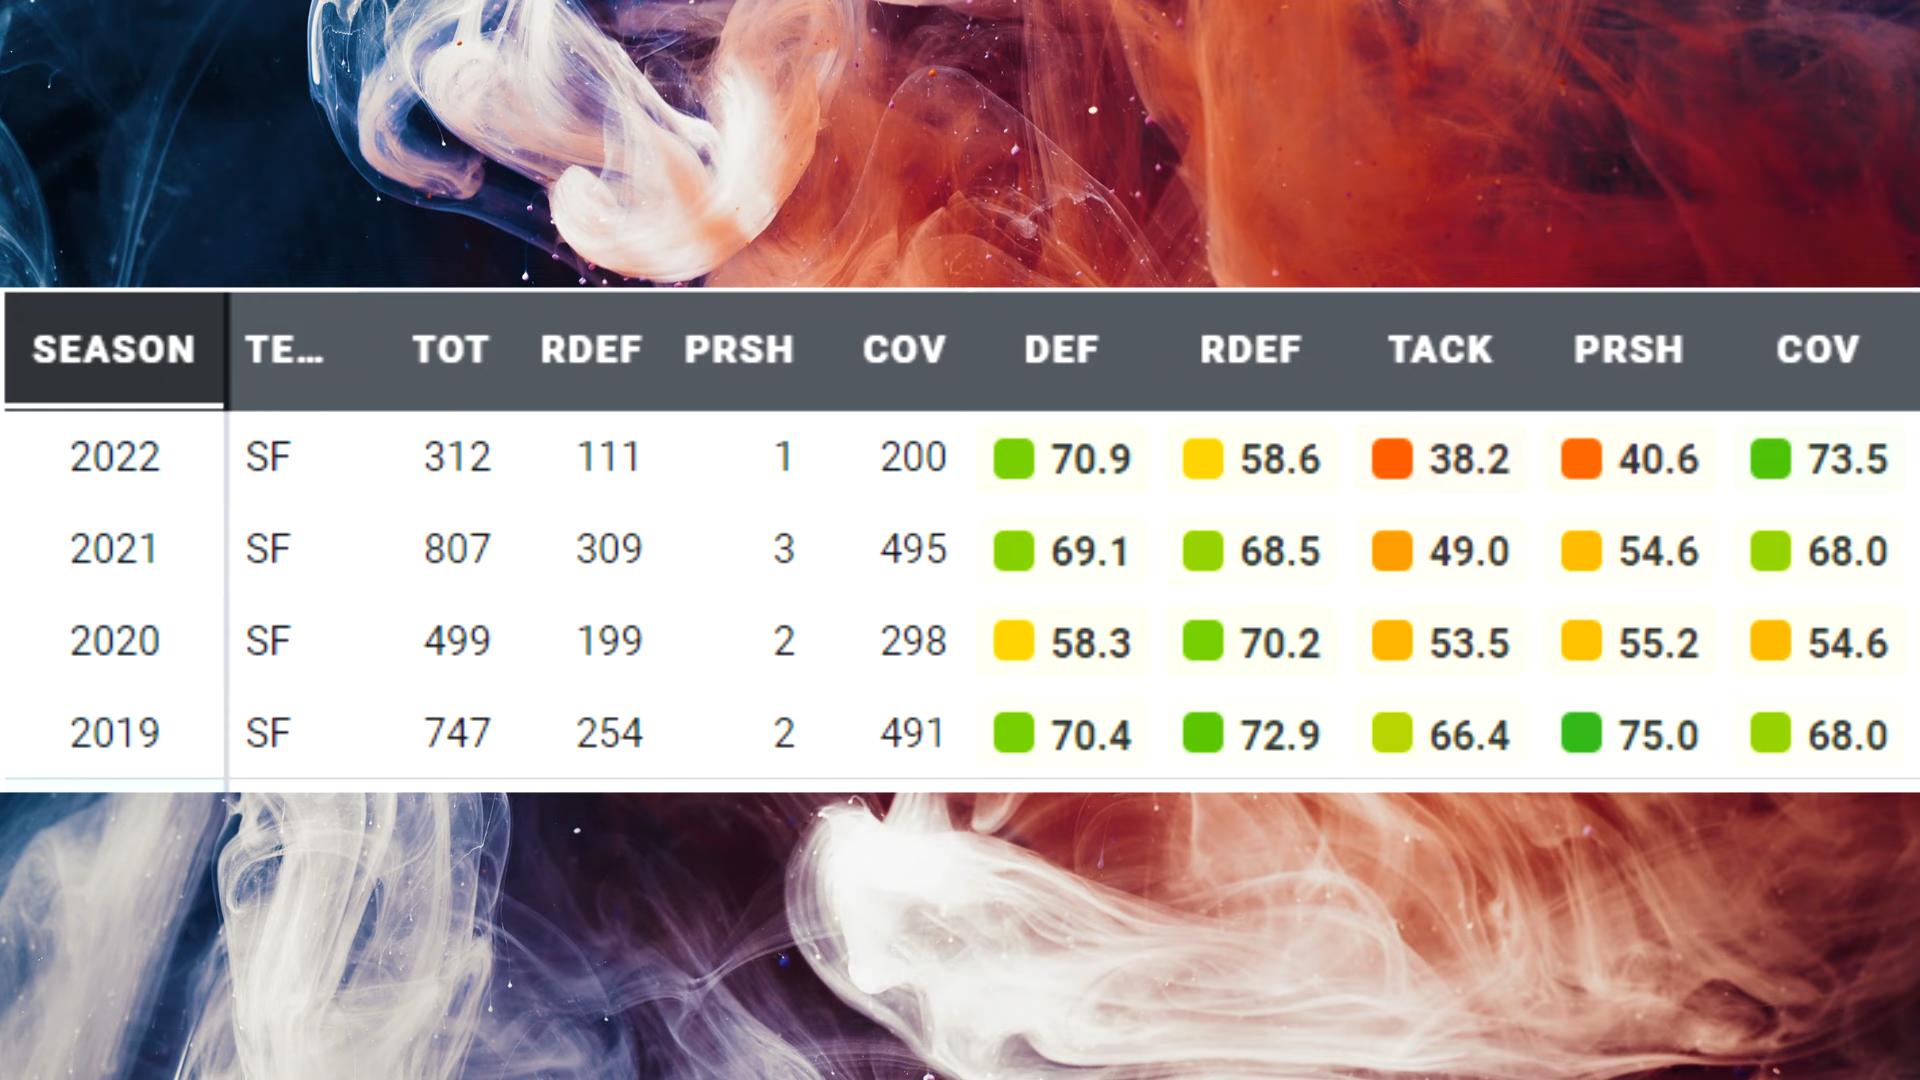 SEASON TE... TOT RDEF PRSH COV DEF RDEF TACK PRSH COV
2022 SF 312 111 1 200 70.9 58.6 38.2 40.6 73.5
2021 SF 807 309 3 495 69.1 68.5 49.0 54.6 68.0
2020 SF 499 199 2 298 58.3 70.2 53.5 55.2 54.6
2019 SF 747 254 2 491 70.4 72.9 66.4 75.0 68.0